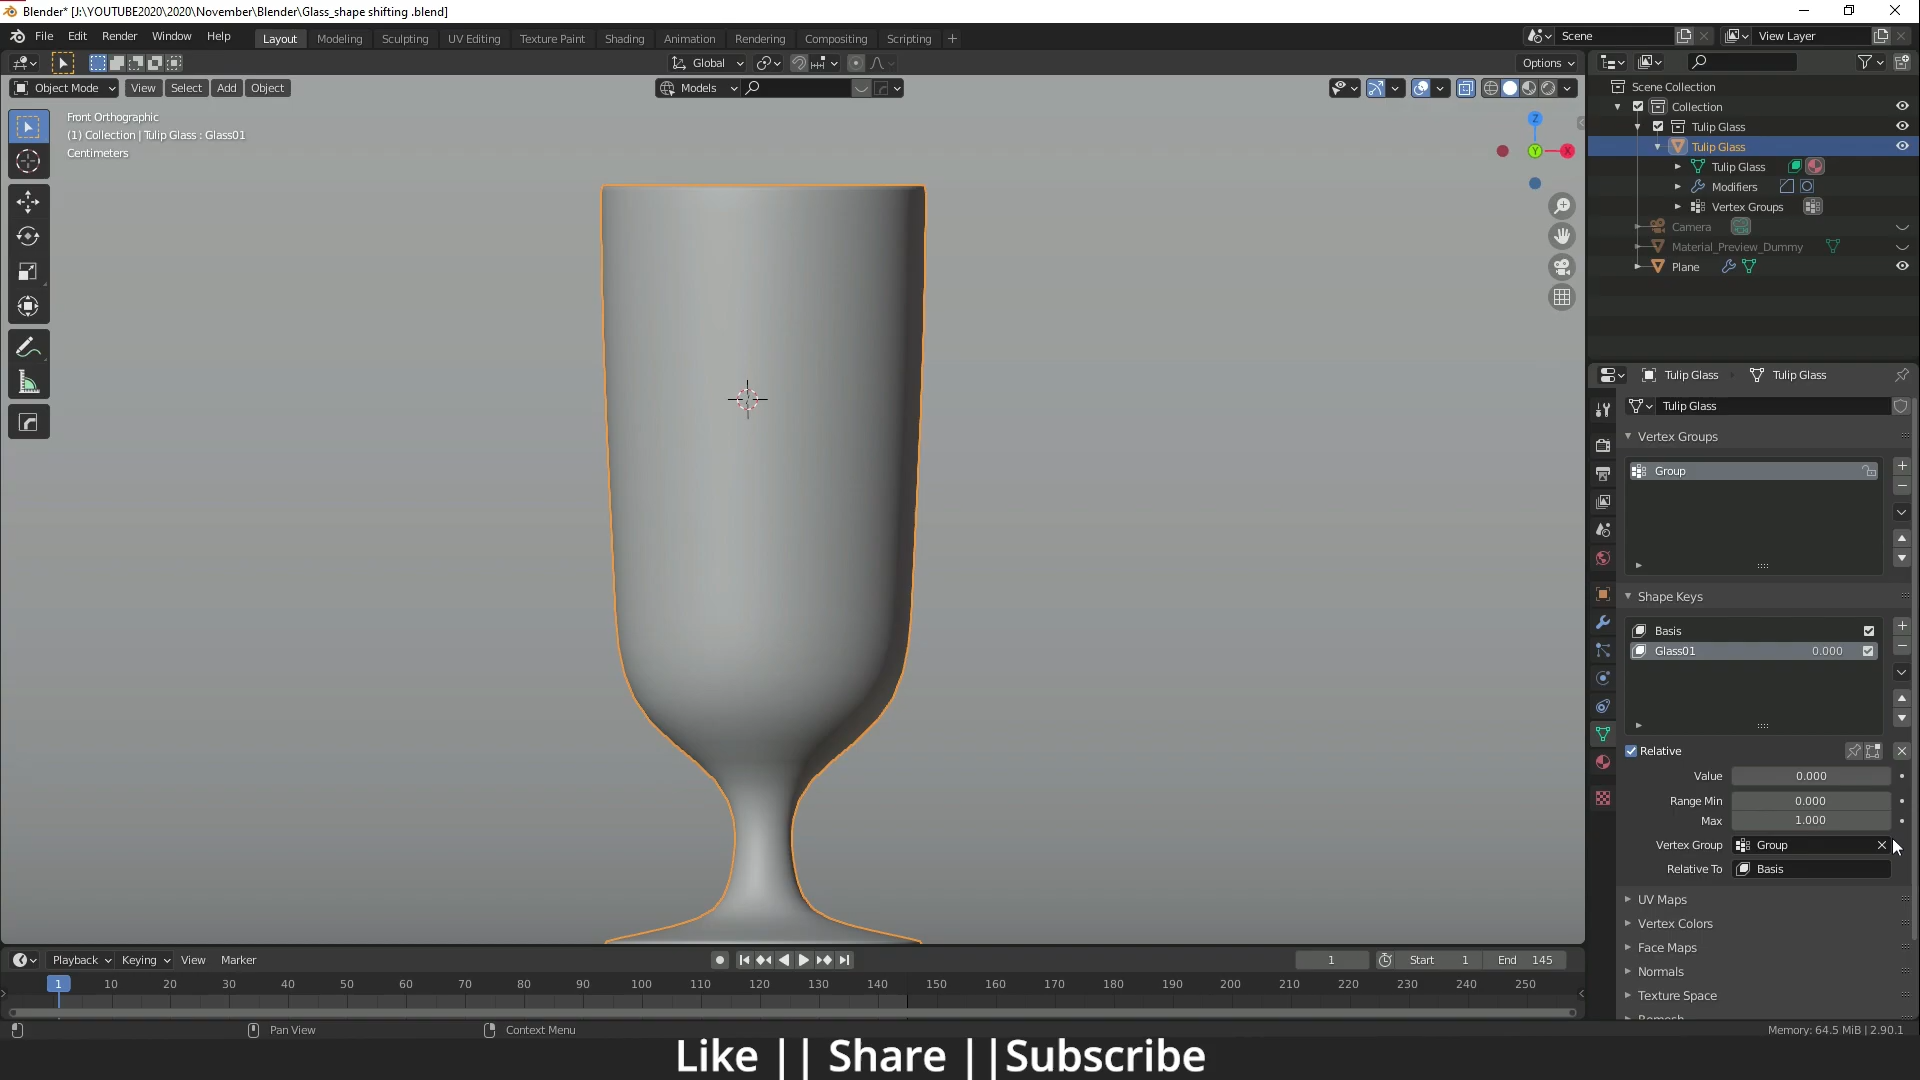 Blender* [J:\YOUTUBE2020\2020\November\Blender\Glass_shape shifting .blend]
File Edit Render Window Help Layout Modeling Sculpting UV Editing Texture Paint Shading Animation Rendering Compositing Scripting Scene View Layer
Global Options
Object Mode View Select Add Object Models
Front Orthographic
(1) Collection | Tulip Glass : Glass01
Centimeters
Z
Y
X
Scene Collection
Collection
Tulip Glass
Tulip Glass
Tulip Glass
Modifiers
Vertex Groups
Camera
Material_Preview_Dummy
Plane
Tulip Glass Tulip Glass
Tulip Glass
Vertex Groups
Group
Shape Keys
Basis
Glass01 0.000
Relative
Value 0.000
Range Min 0.000
Max 1.000
Vertex Group Group
Relative To Basis
UV Maps
Vertex Colors
Face Maps
Normals
Texture Space
Playback Keying View Marker 1 Start 1 End 145
1 10 20 30 40 50 60 70 80 90 100 110 120 130 140 150 160 170 180 190 200 210 220 230 240 250
Pan View Context Menu Memory: 64.5 MiB | 2.90.1
Like || Share ||Subscribe